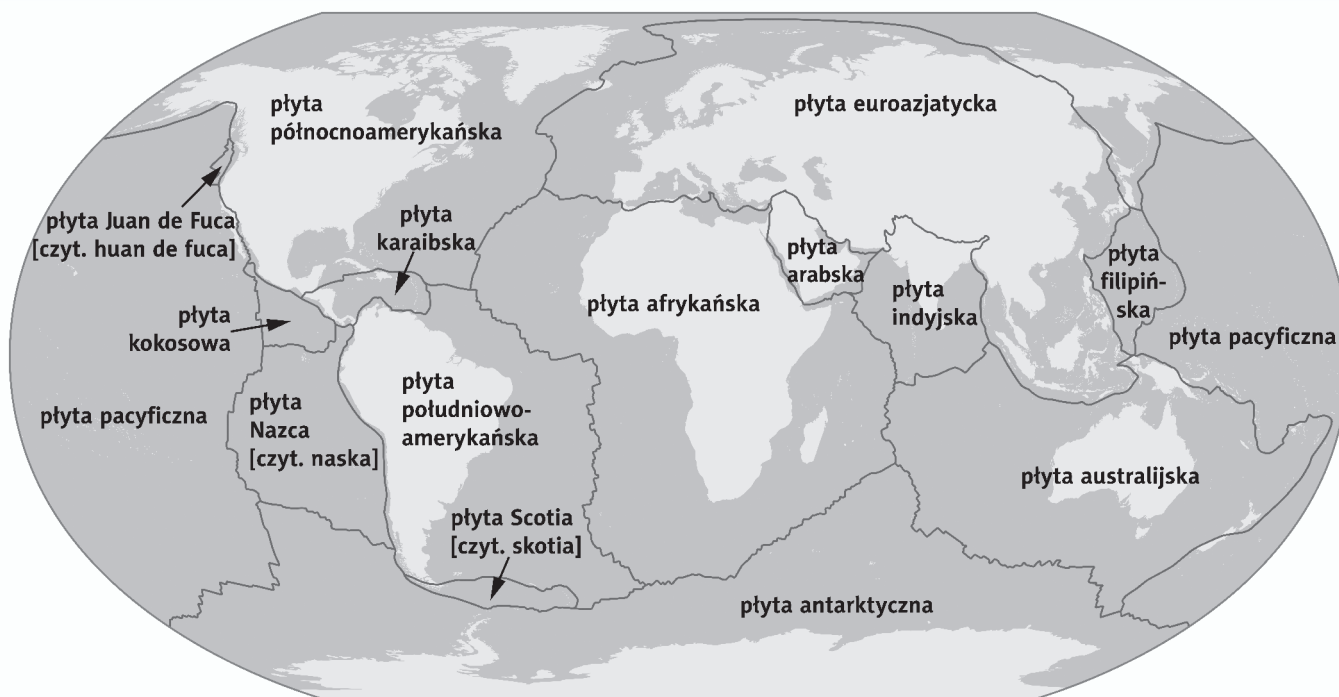 płyta
północnoamerykańska
płyta euroazjatycka
płyta Juan de Fuca
[czyt. huan de fuca]
płyta
karaibska
płyta
arabska
płyta
filipiń-
ska
płyta
kokosowa
płyta afrykańska
płyta
indyjska
płyta pacyficzna
płyta pacyficzna
płyta
Nazca
[czyt. naska]
płyta
południowo-
amerykańska
płyta australijska
płyta Scotia
[czyt. skotia]
płyta antarktyczna